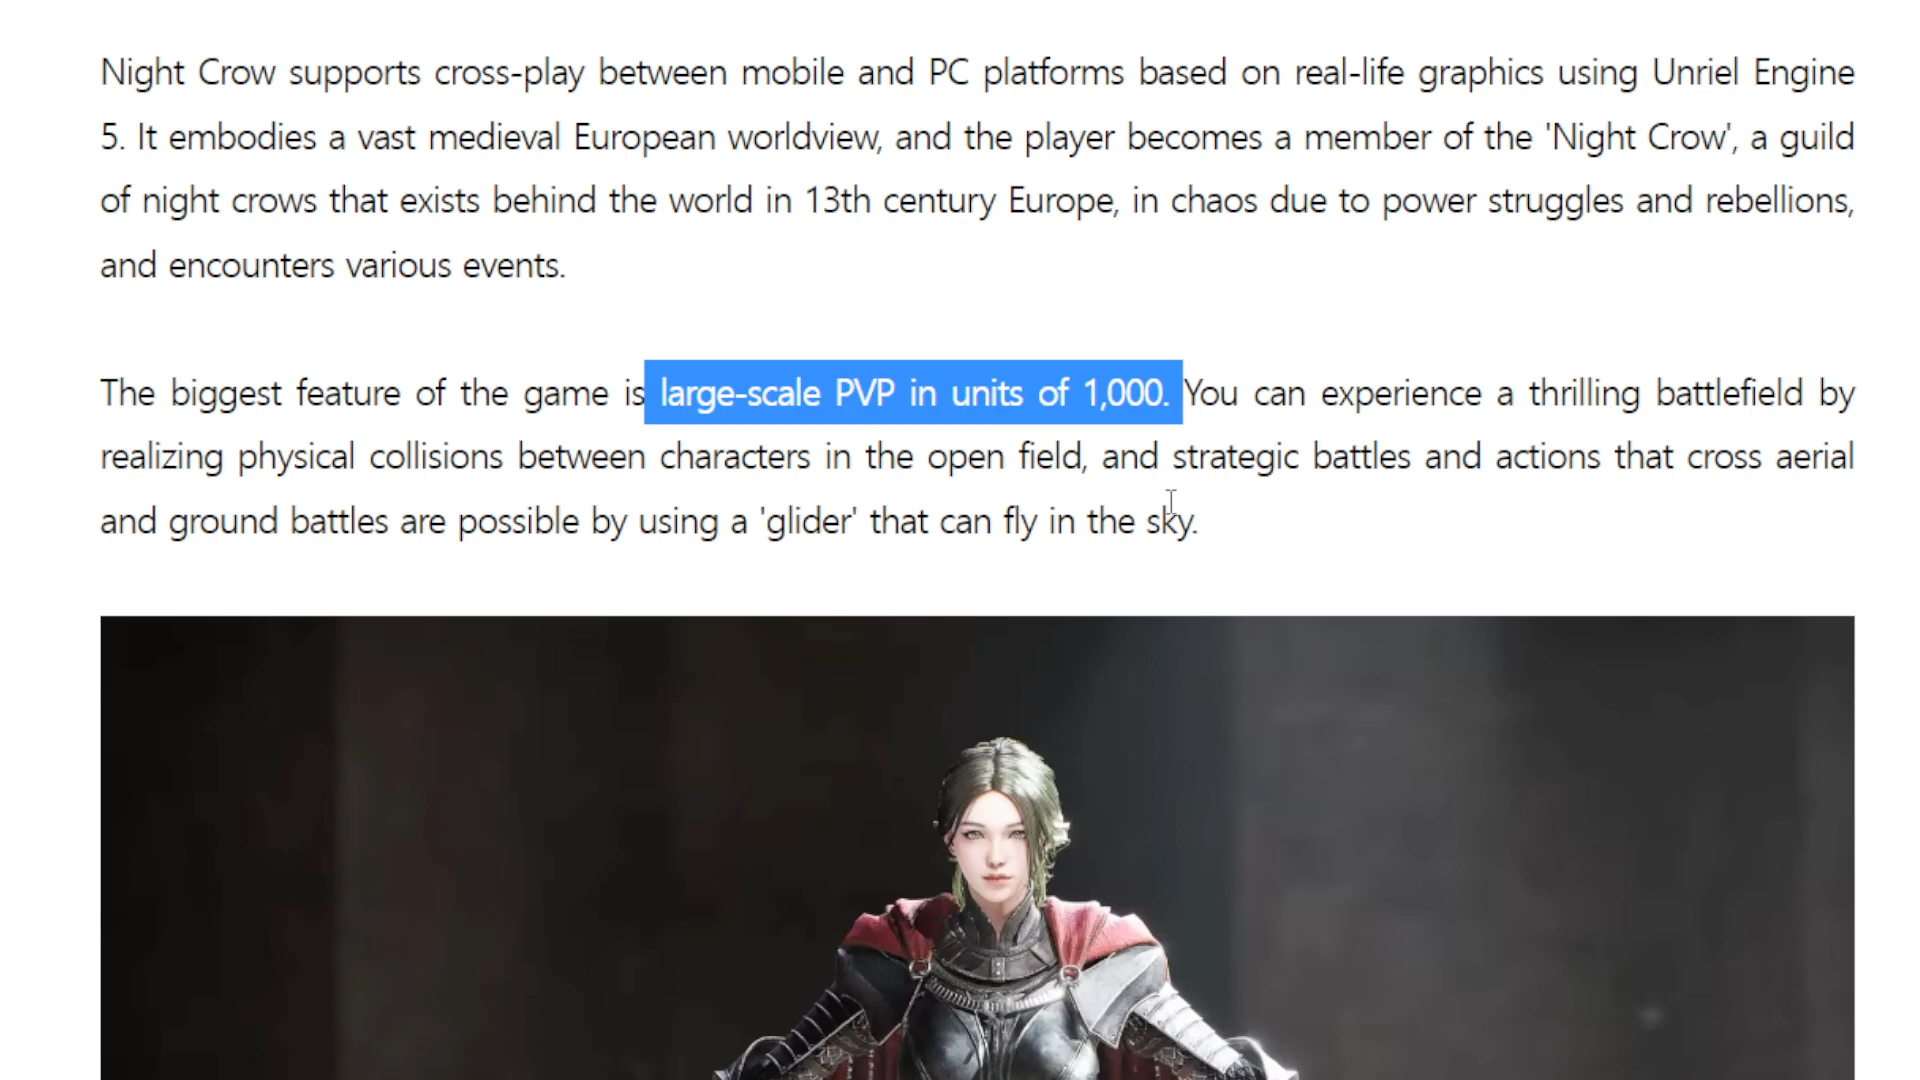 Night Crow supports cross-play between mobile and PC platforms based on real-life graphics using Unriel Engine
5. It embodies a vast medieval European worldview, and the player becomes a member of the 'Night Crow', a guild
of night crows that exists behind the world in 13th century Europe, in chaos due to power struggles and rebellions,
and encounters various events.
The biggest feature of the game is large-scale PVP in units of 1,000. You can experience a thrilling battlefield by
realizing physical collisions between characters in the open field, and strategic battles and actions that cross aerial
and ground battles are possible by using a 'glider' that can fly in the sky.